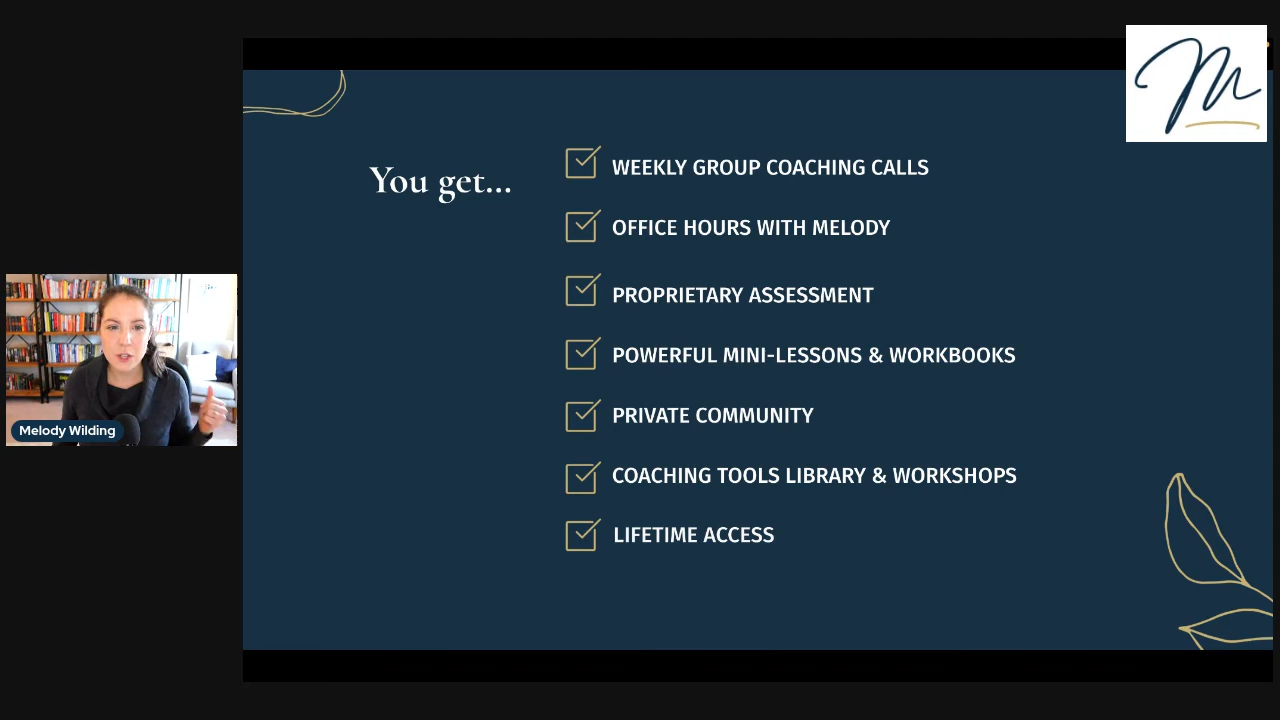 You get...
WEEKLY GROUP COACHING CALLS
OFFICE HOURS WITH MELODY
PROPRIETARY ASSESSMENT
POWERFUL MINI-LESSONS & WORKBOOKS
PRIVATE COMMUNITY
COACHING TOOLS LIBRARY & WORKSHOPS
LIFETIME ACCESS
Melody Wilding
M